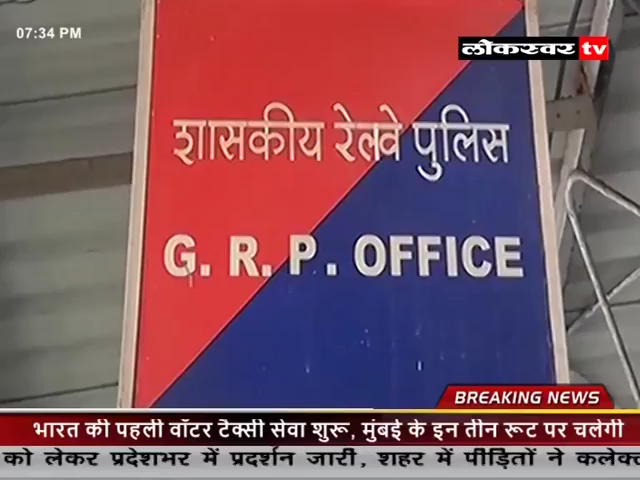 07:34 PM
लोकस्वर tv
शासकीय रेलवे पुलिस
G. R. P. OFFICE
BREAKING NEWS
भारत की पहली वॉटर टैक्सी सेवा शुरू, मुंबई के इन तीन रूट पर चलेगी
को लेकर प्रदेशभर में प्रदर्शन जारी, शहर में पीड़ितों ने कलेक्ट